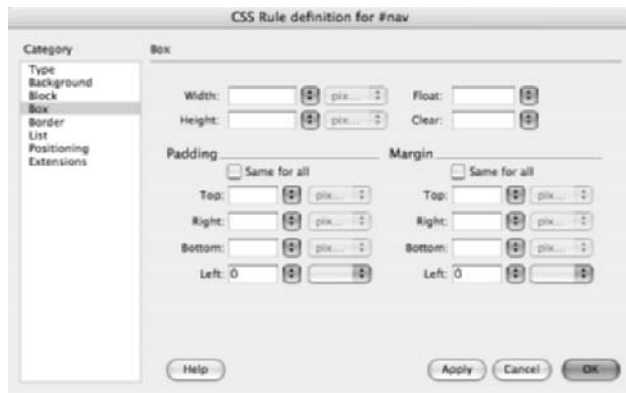 CSS Rule definition for #nav
Category
Type
Background
Block
Box
Border
List
Positioning
Extensions
Box
Width: pix...
Height: pix...
Float:
Clear:
Padding
Same for all
Top: pix...
Right: pix...
Bottom: pix...
Left: 0
Margin
Same for all
Top: pix...
Right: pix...
Bottom: pix...
Left: 0
Help
Apply
Cancel
OK